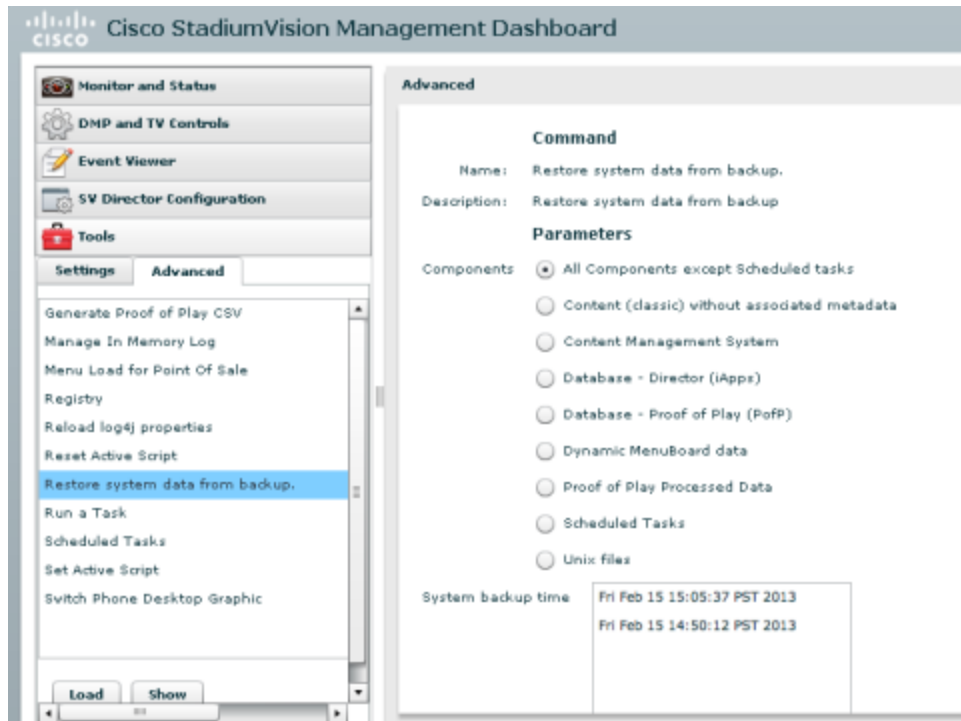 CISCO Cisco StadiumVision Management Dashboard
Monitor and Status
DMP and TV Controls
Event Viewer
SV Director Configuration
Tools
Settings Advanced
Generate Proof of Play CSV
Manage In Memory Log
Menu Load for Point Of Sale
Registry
Reload log4j properties
Reset Active Script
Restore system data from backup.
Run a Task
Scheduled Tasks
Set Active Script
Switch Phone Desktop Graphic
Load Show
Advanced
Command
Name: Restore system data from backup.
Description: Restore system data from backup
Parameters
Components All Components except Scheduled tasks
Content (classic) without associated metadata
Content Management System
Database - Director (iApps)
Database - Proof of Play (PofP)
Dynamic MenuBoard data
Proof of Play Processed Data
Scheduled Tasks
Unix files
System backup time Fri Feb 15 15:05:37 PST 2013
Fri Feb 15 14:50:12 PST 2013